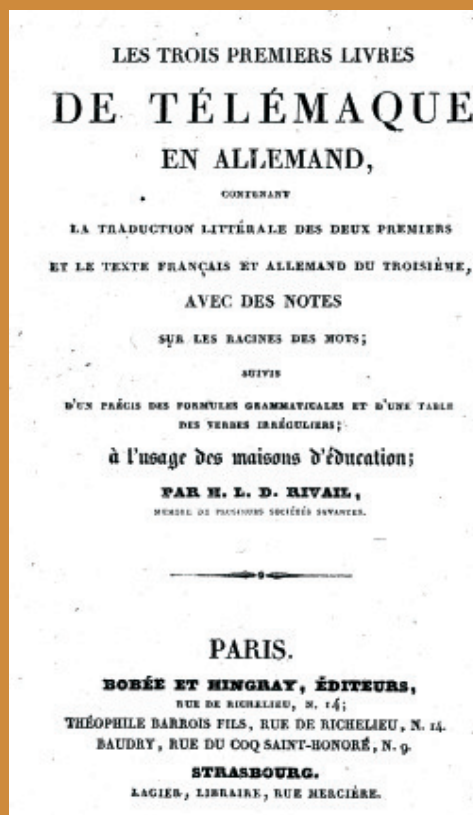 LES TROIS PREMIERS LIVRES
DE TÉLÉMAQUE
EN ALLEMAND,
CONTENANT
LA TRADUCTION LITTÉRALE DES DEUX PREMIERS
ET LE TEXTE FRANÇAIS ET ALLEMAND DU TROISIÈME,
AVEC DES NOTES
SUR LES RACINES DES MOTS;
SUIVIS
D'UN PRÉCIS DES FORMULES GRAMMATICALES ET D'UNE TABLE
DES VERBES IRRÉGULIERS;
à l'usage des maisons d'éducation;
PAR H. L. D. RIVAIL,
MEMBRE DE PLUSIEURS SOCIÉTÉS SAVANTES.
PARIS.
BOBÉE ET HINGRAY, ÉDITEURS,
RUE DE RICHELIEU, N. 14;
THÉOPHILE BARROIS FILS, RUE DE RICHELIEU, N. 14.
BAUDRY, RUE DU COQ SAINT-HONORÉ, N. 9.
STRASBOURG.
LAGIER, LIBRAIRE, RUE MERCIÈRE.